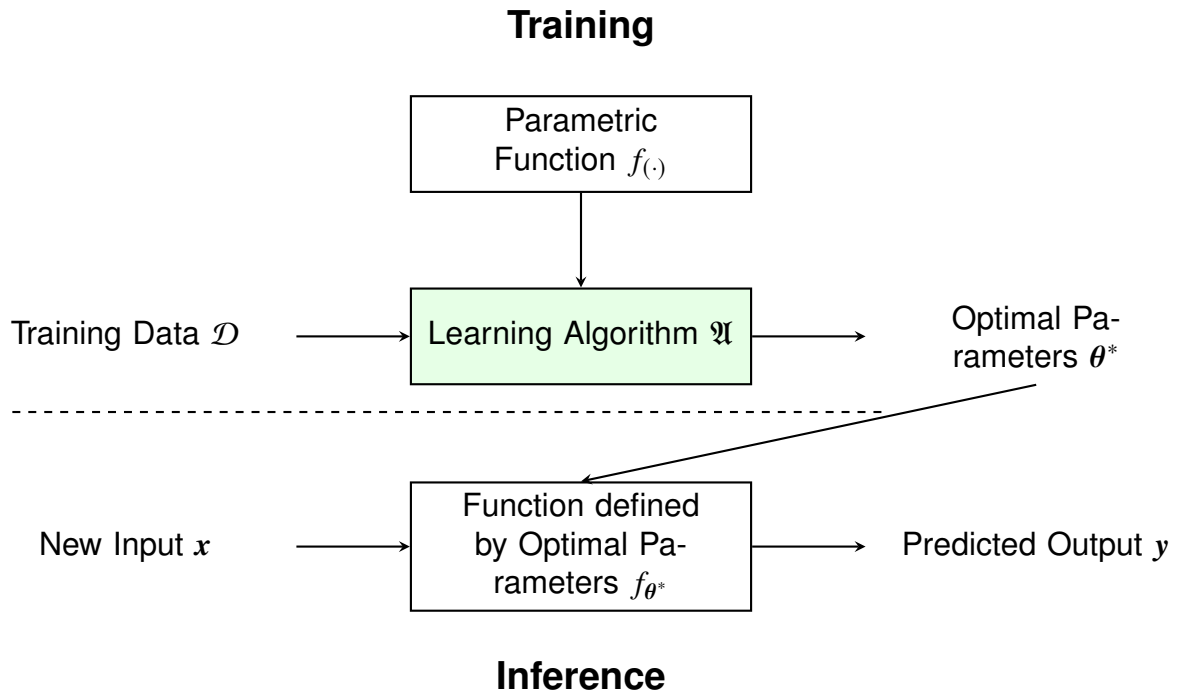 Training
Parametric
Function f₍·₎
Training Data 𝒟
Learning Algorithm 𝔄
Optimal Pa-
rameters θ*
New Input x
Function defined
by Optimal Pa-
rameters f_θ*
Predicted Output y
Inference